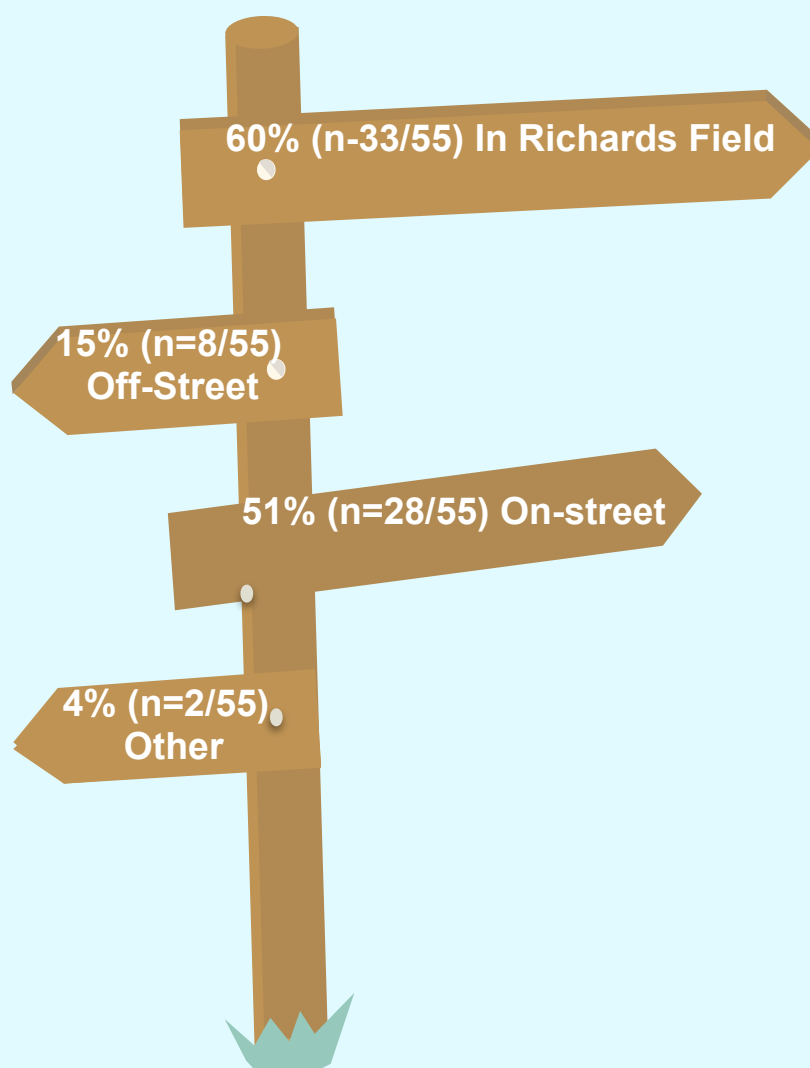 60% (n-33/55) In Richards Field
15% (n=8/55)
Off-Street
51% (n=28/55) On-street
4% (n=2/55)
Other